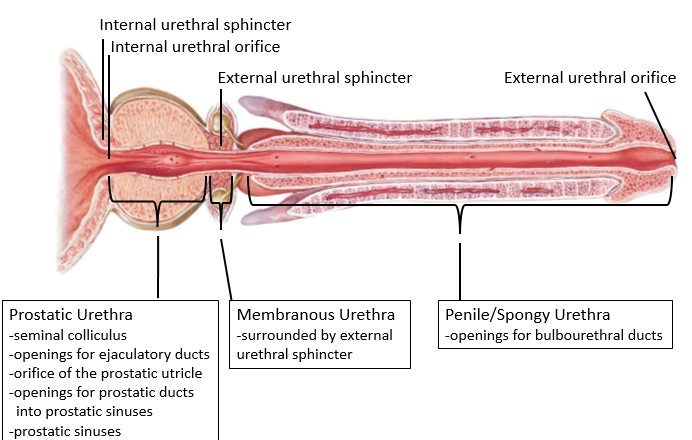 Internal urethral sphincter
Internal urethral orifice
External urethral sphincter
External urethral orifice
Prostatic Urethra
-seminal colliculus
-openings for ejaculatory ducts
-orifice of the prostatic utricle
-openings for prostatic ducts
into prostatic sinuses
-prostatic sinuses
Membranous Urethra
-surrounded by external
urethral sphincter
Penile/Spongy Urethra
-openings for bulbourethral ducts